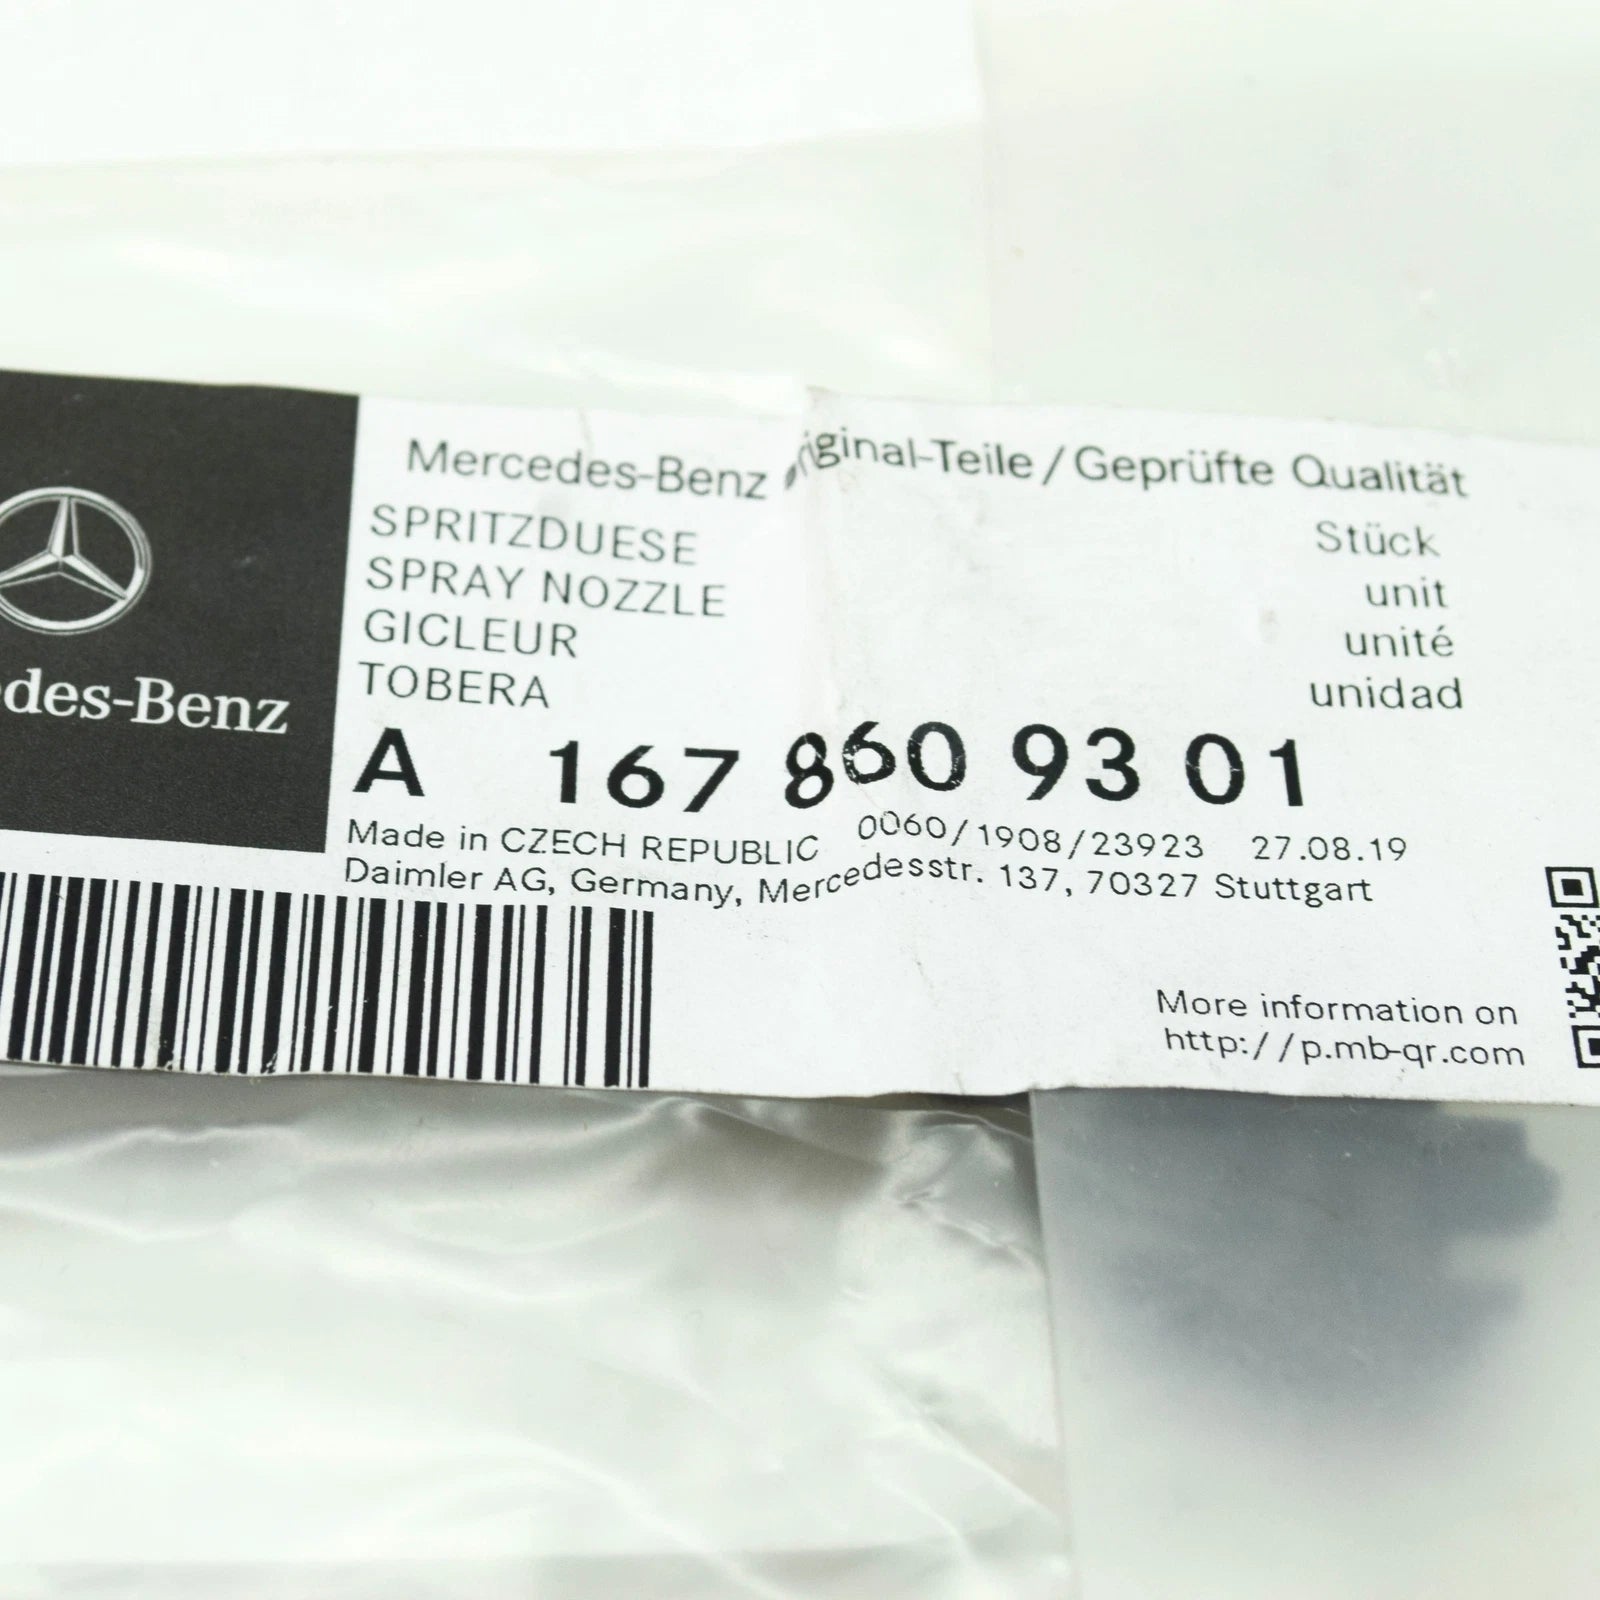 edes-Benz
Mercedes-Benz Original-Teile / Geprüfte Qualität
SPRITZDUESE
SPRAY NOZZLE
GICLEUR
TOBERA
Stück
unit
unité
unidad
A 167 860 93 01
Made in CZECH REPUBLIC 0060/1908/23923 27.08.19
Daimler AG, Germany, Mercedesstr. 137, 70327 Stuttgart
More information on
http://p.mb-qr.com